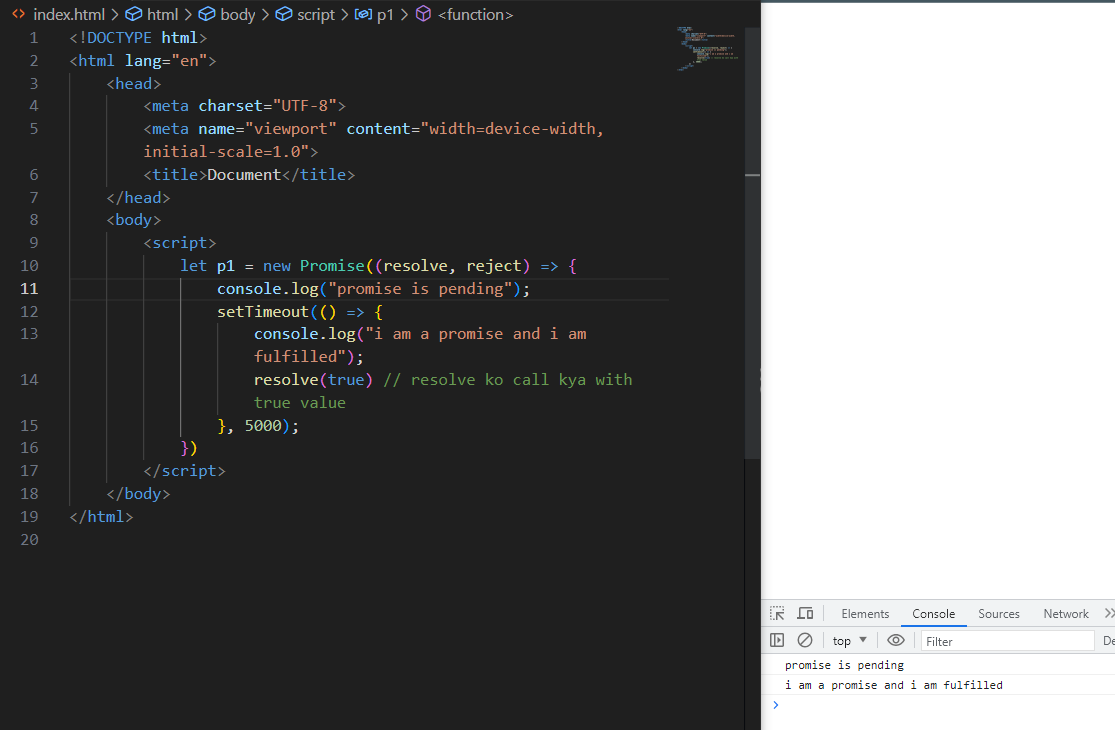 index.html > html > body > script > p1 > <function>
1 <!DOCTYPE html>
2 <html lang="en">
3 <head>
4 <meta charset="UTF-8">
5 <meta name="viewport" content="width=device-width,
initial-scale=1.0">
6 <title>Document</title>
7 </head>
8 <body>
9 <script>
10 let p1 = new Promise((resolve, reject) => {
11 console.log("promise is pending");
12 setTimeout(() => {
13 console.log("i am a promise and i am
fulfilled");
14 resolve(true) // resolve ko call kya with
true value
15 }, 5000);
16 })
17 </script>
18 </body>
19 </html>
20
Elements Console Sources Network
top Filter
promise is pending
i am a promise and i am fulfilled